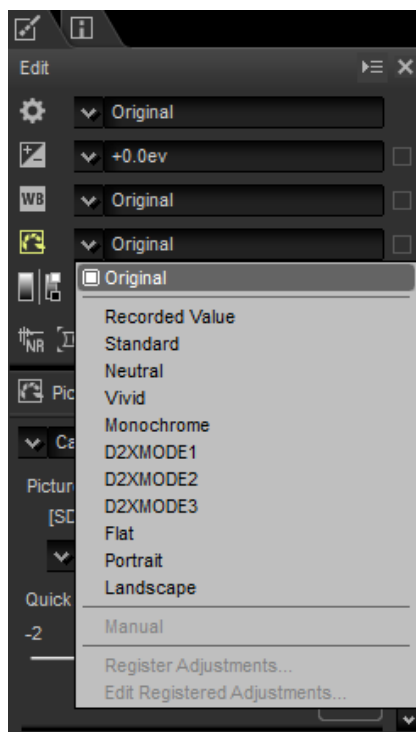 Edit
Original
+0.0ev
WB Original
Original
Original
Recorded Value
Standard
Neutral
Vivid
Monochrome
D2XMODE1
D2XMODE2
D2XMODE3
Flat
Portrait
Landscape
Manual
Register Adjustments...
Edit Registered Adjustments...
NR
Pic
Ca
Pictur
[SD
Quick
-2